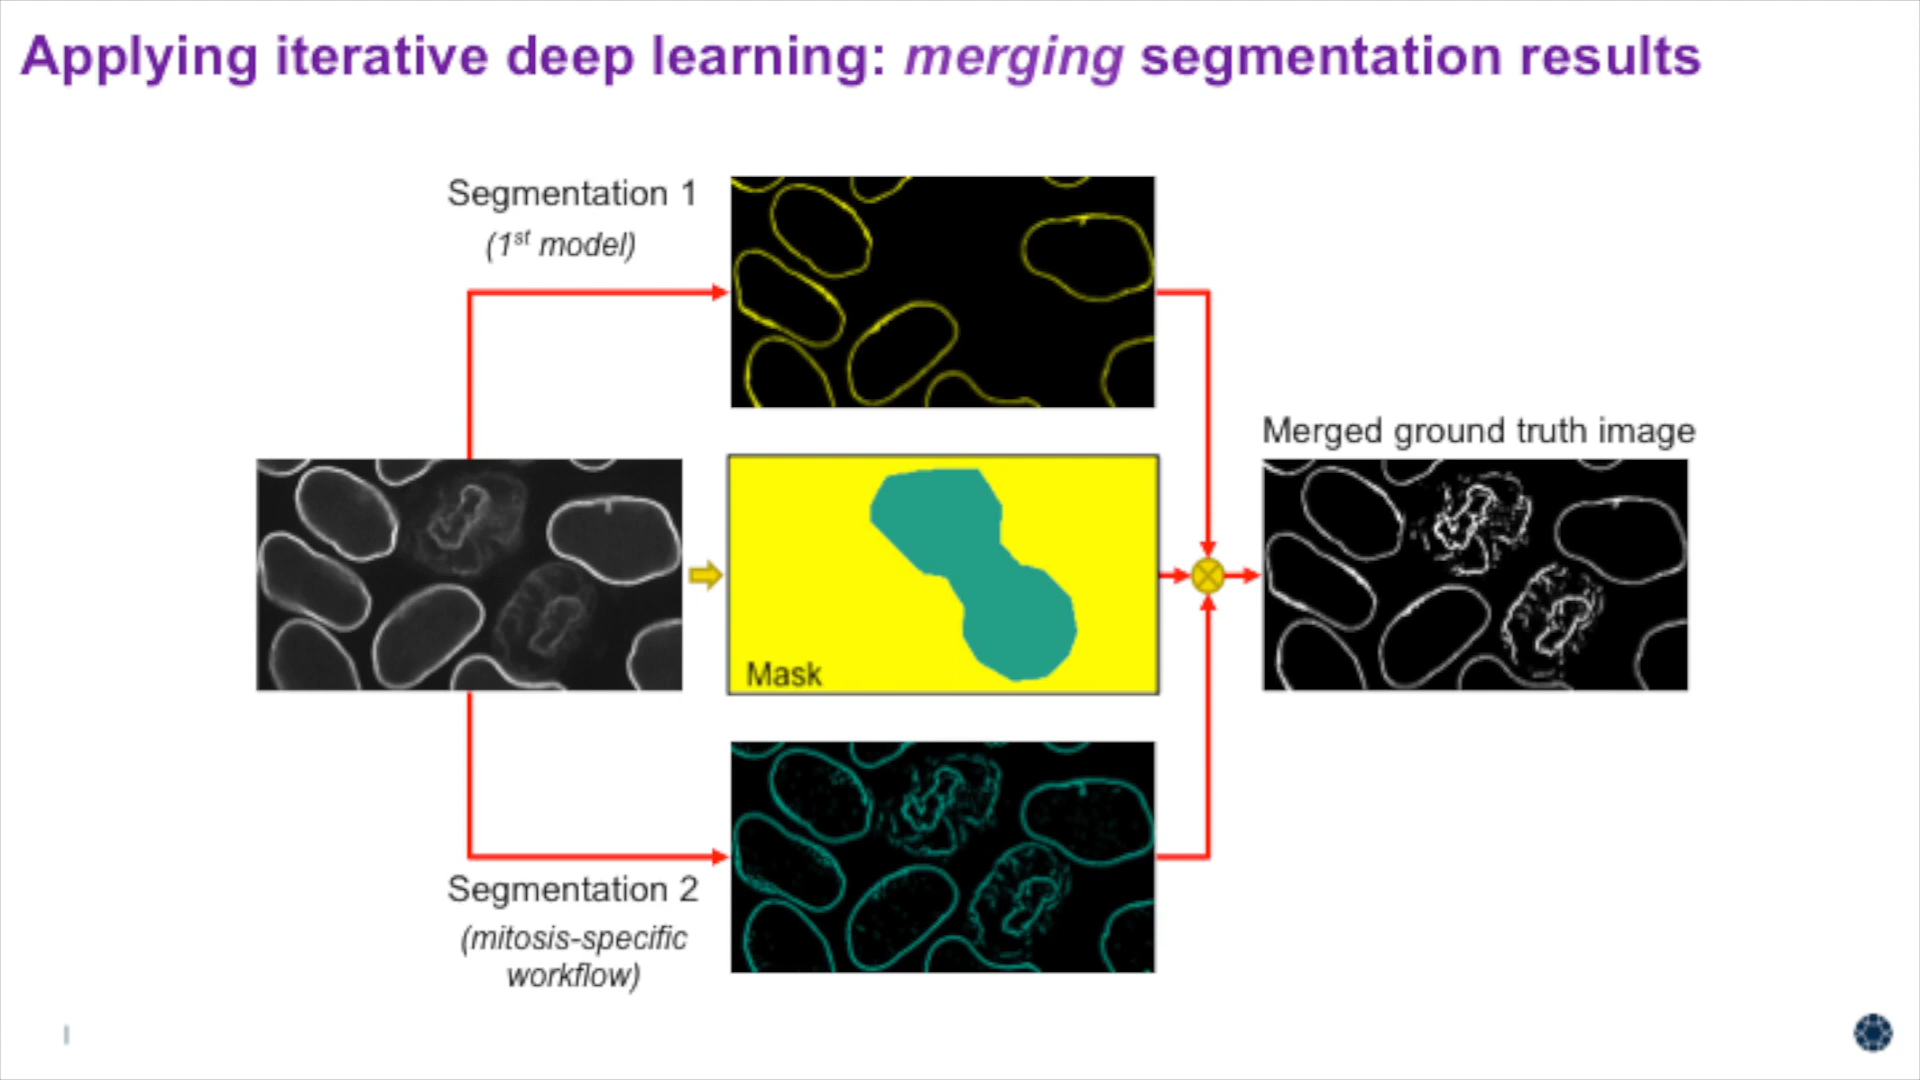 Applying iterative deep learning: merging segmentation results
Segmentation 1
(1st model)
Merged ground truth image
Mask
Segmentation 2
(mitosis-specific
workflow)